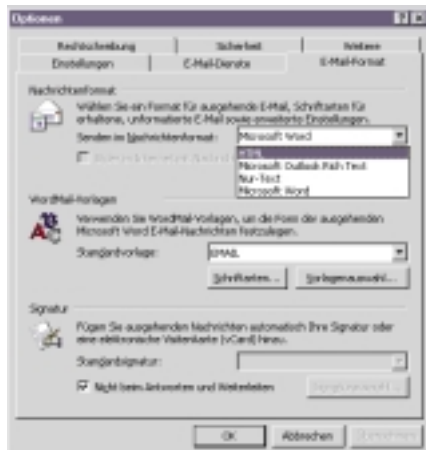 Optionen
Rechtschreibung Sicherheit Weitere
Einstellungen E-Mail-Dienste E-Mail-Format
Nachrichtenformat
Wählen Sie ein Format für ausgehende E-Mail, Schriftarten für
erhaltene, unformatierte E-Mail sowie erweiterte Einstellungen.
Senden im Nachrichtenformat: Microsoft Word
HTML
Microsoft Outlook Rich Text
Nur-Text
Microsoft Word
WordMail-Vorlagen
Verwenden Sie WordMail-Vorlagen, um die Form der ausgehenden
Microsoft Word E-Mail-Nachrichten festzulegen.
Standardvorlage: EMAIL
Schriftarten... Vorlagenauswahl...
Signatur
Fügen Sie ausgehenden Nachrichten automatisch Ihre Signatur oder
eine elektronische Visitenkarte (vCard) hinzu.
Standardsignatur:
Nicht beim Antworten und Weiterleiten
OK Abbrechen Übernehmen